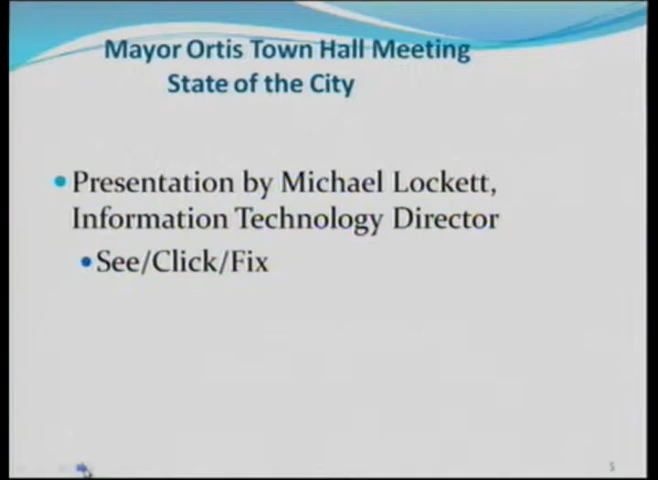 Mayor Ortis Town Hall Meeting
State of the City
• Presentation by Michael Lockett,
Information Technology Director
• See/Click/Fix
5